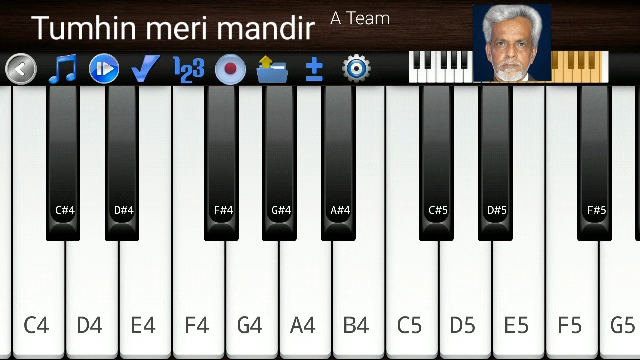 Tumhin meri mandir
A Team
123
C#4 D#4 F#4 G#4 A#4 C#5 D#5 F#5
C4 D4 E4 F4 G4 A4 B4 C5 D5 E5 F5 G5